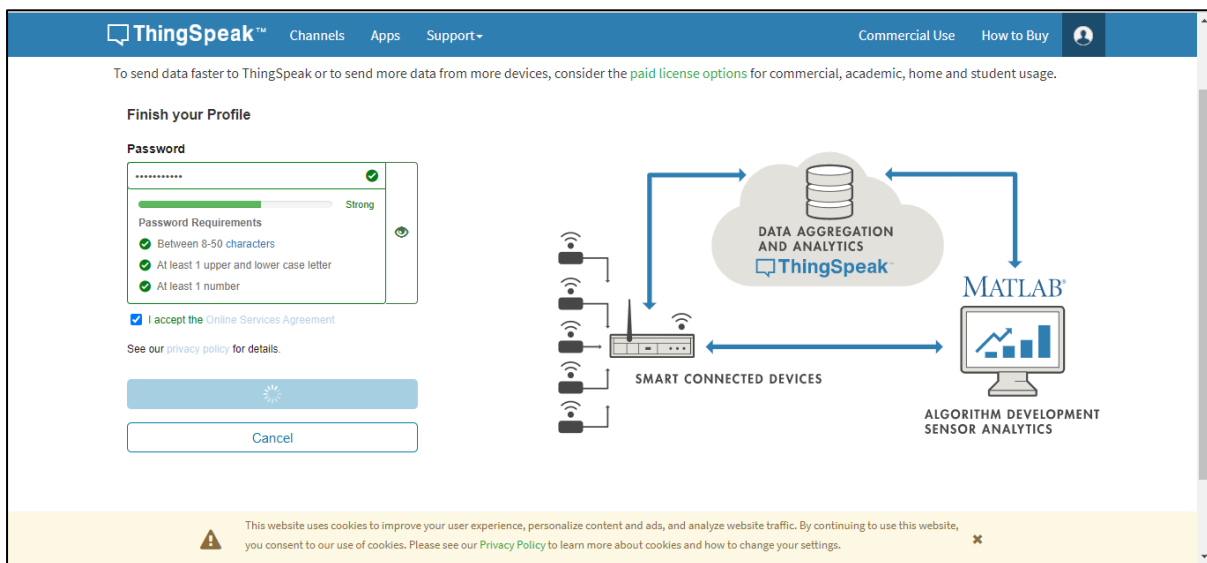 ThingSpeak™ Channels Apps Support Commercial Use How to Buy
To send data faster to ThingSpeak or to send more data from more devices, consider the paid license options for commercial, academic, home and student usage.
Finish your Profile
Password
•••••••••••
Strong
Password Requirements
Between 8-50 characters
At least 1 upper and lower case letter
At least 1 number
I accept the Online Services Agreement
See our privacy policy for details.
Cancel
DATA AGGREGATION
AND ANALYTICS
ThingSpeak™
SMART CONNECTED DEVICES
MATLAB®
ALGORITHM DEVELOPMENT
SENSOR ANALYTICS
This website uses cookies to improve your user experience, personalize content and ads, and analyze website traffic. By continuing to use this website,
you consent to our use of cookies. Please see our Privacy Policy to learn more about cookies and how to change your settings.